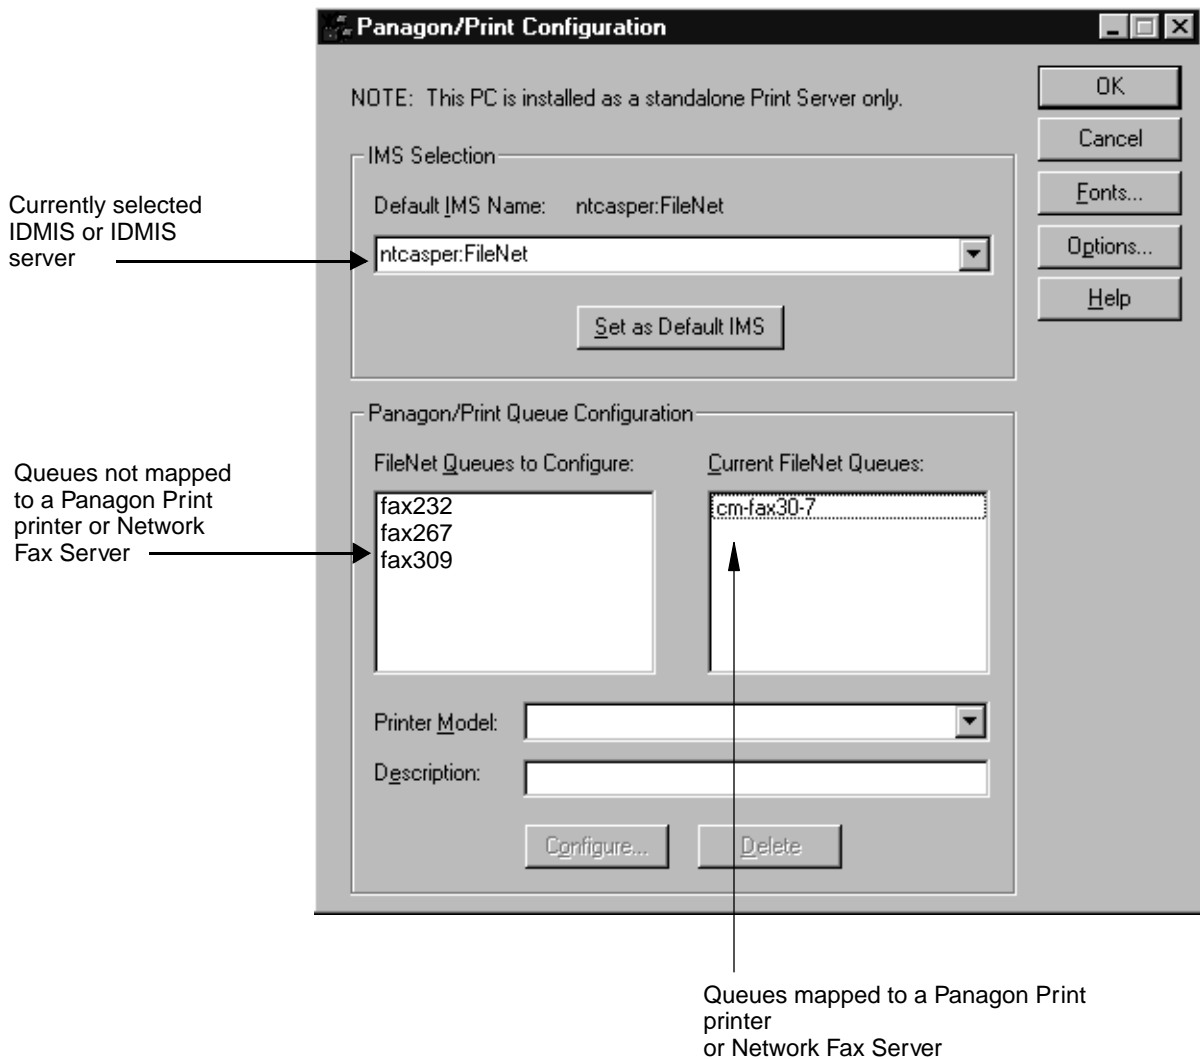 Panagon/Print Configuration
NOTE: This PC is installed as a standalone Print Server only.
OK
Cancel
Fonts...
Options...
Help
IMS Selection
Default IMS Name: ntcasper:FileNet
ntcasper:FileNet
Set as Default IMS
Currently selected
IDMIS or IDMIS
server
Panagon/Print Queue Configuration
FileNet Queues to Configure:
Current FileNet Queues:
fax232
fax267
fax309
cm-fax30-7
Queues not mapped
to a Panagon Print
printer or Network
Fax Server
Printer Model:
Description:
Configure...
Delete
Queues mapped to a Panagon Print
printer
or Network Fax Server